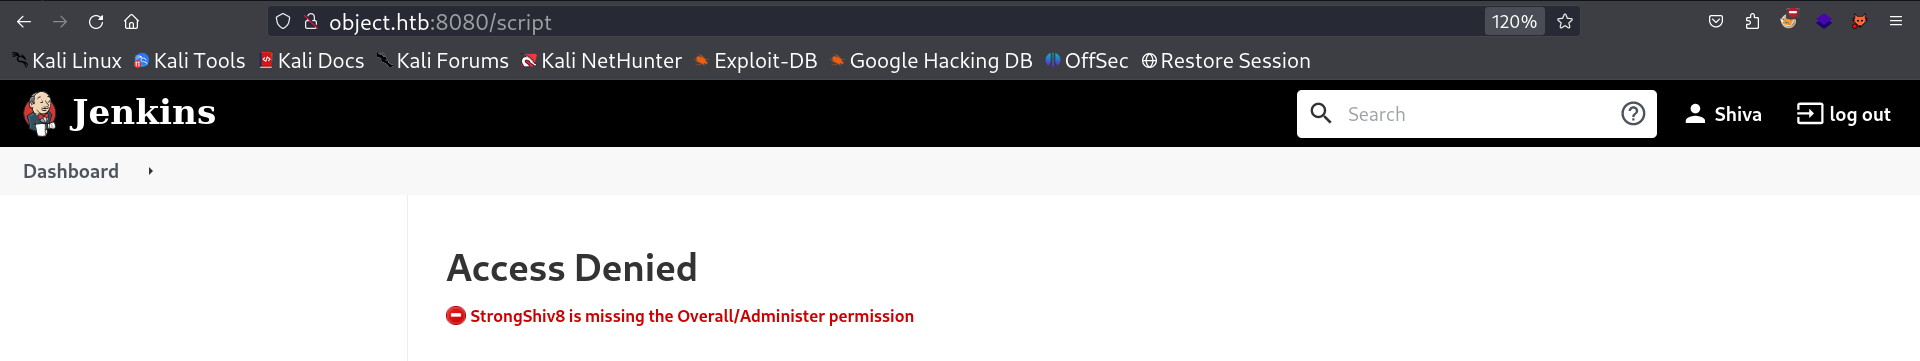 object.htb:8080/script
120%
Kali Linux Kali Tools Kali Docs Kali Forums Kali NetHunter Exploit-DB Google Hacking DB OffSec Restore Session
Jenkins
Search
Shiva
log out
Dashboard
Access Denied
StrongShiv8 is missing the Overall/Administer permission